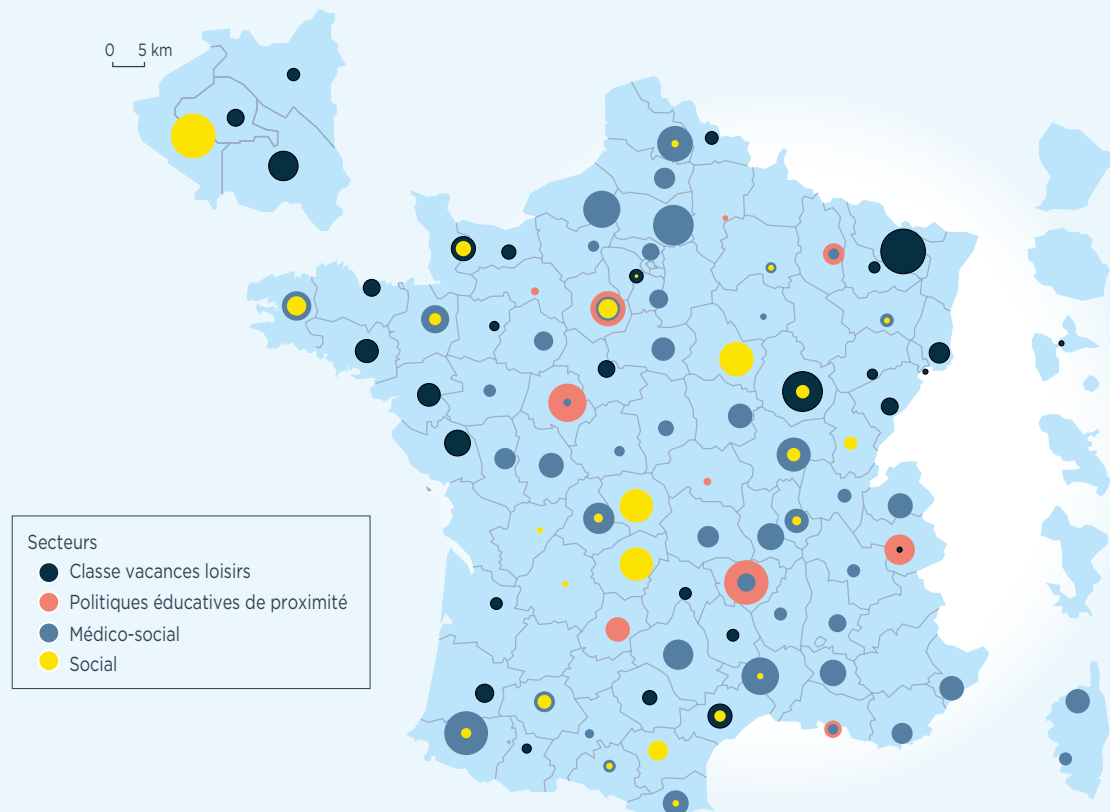 0 5 km
Secteurs
Classe vacances loisirs
Politiques éducatives de proximité
Médico-social
Social